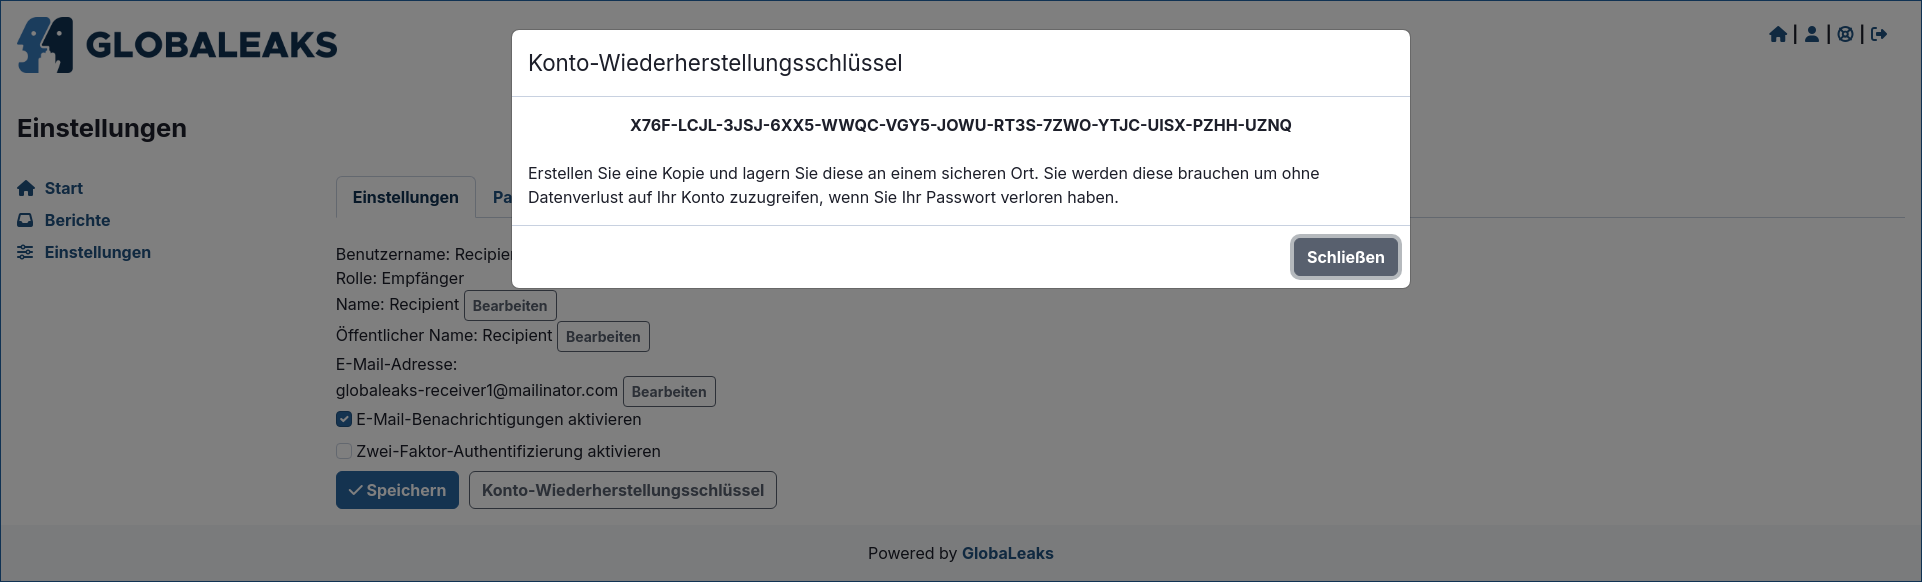 GLOBALEAKS
Einstellungen
Start
Berichte
Einstellungen
Einstellungen
Pa
Benutzername: Recipien
Rolle: Empfänger
Name: Recipient Bearbeiten
Öffentlicher Name: Recipient Bearbeiten
E-Mail-Adresse:
globaleaks-receiver1@mailinator.com Bearbeiten
E-Mail-Benachrichtigungen aktivieren
Zwei-Faktor-Authentifizierung aktivieren
Speichern Konto-Wiederherstellungsschlüssel
Konto-Wiederherstellungsschlüssel
X76F-LCJL-3JSJ-6XX5-WWQC-VGY5-JOWU-RT3S-7ZWO-YTJC-UISX-PZHH-UZNQ
Erstellen Sie eine Kopie und lagern Sie diese an einem sicheren Ort. Sie werden diese brauchen um ohne
Datenverlust auf Ihr Konto zuzugreifen, wenn Sie Ihr Passwort verloren haben.
Schließen
Powered by GlobaLeaks